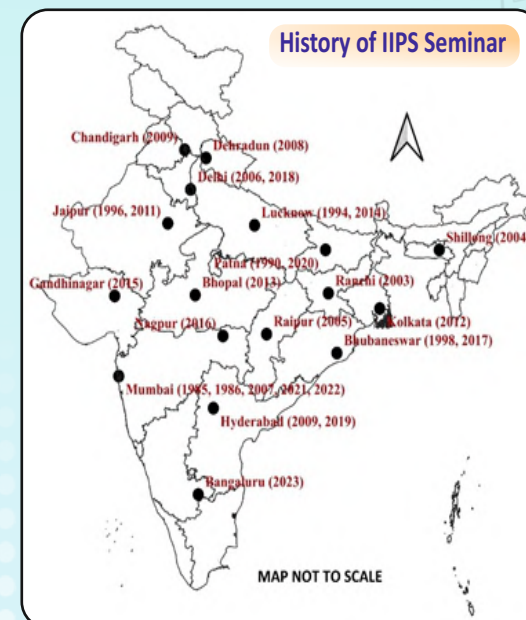 History of IIPS Seminar
Chandigarh (2009)
Dehradun (2008)
Delhi (2006, 2018)
Jaipur (1996, 2011)
Lucknow (1994, 2014)
Shillong (2004)
Patna (1990, 2020)
Gandhinagar (2015)
Bhopal (2013)
Ranchi (2003)
Nagpur (2016)
Raipur (2005)
Kolkata (2012)
Bhubaneswar (1998, 2017)
Mumbai (1985, 1986, 2007, 2021, 2022)
Hyderabad (2009, 2019)
Bangaluru (2023)
MAP NOT TO SCALE